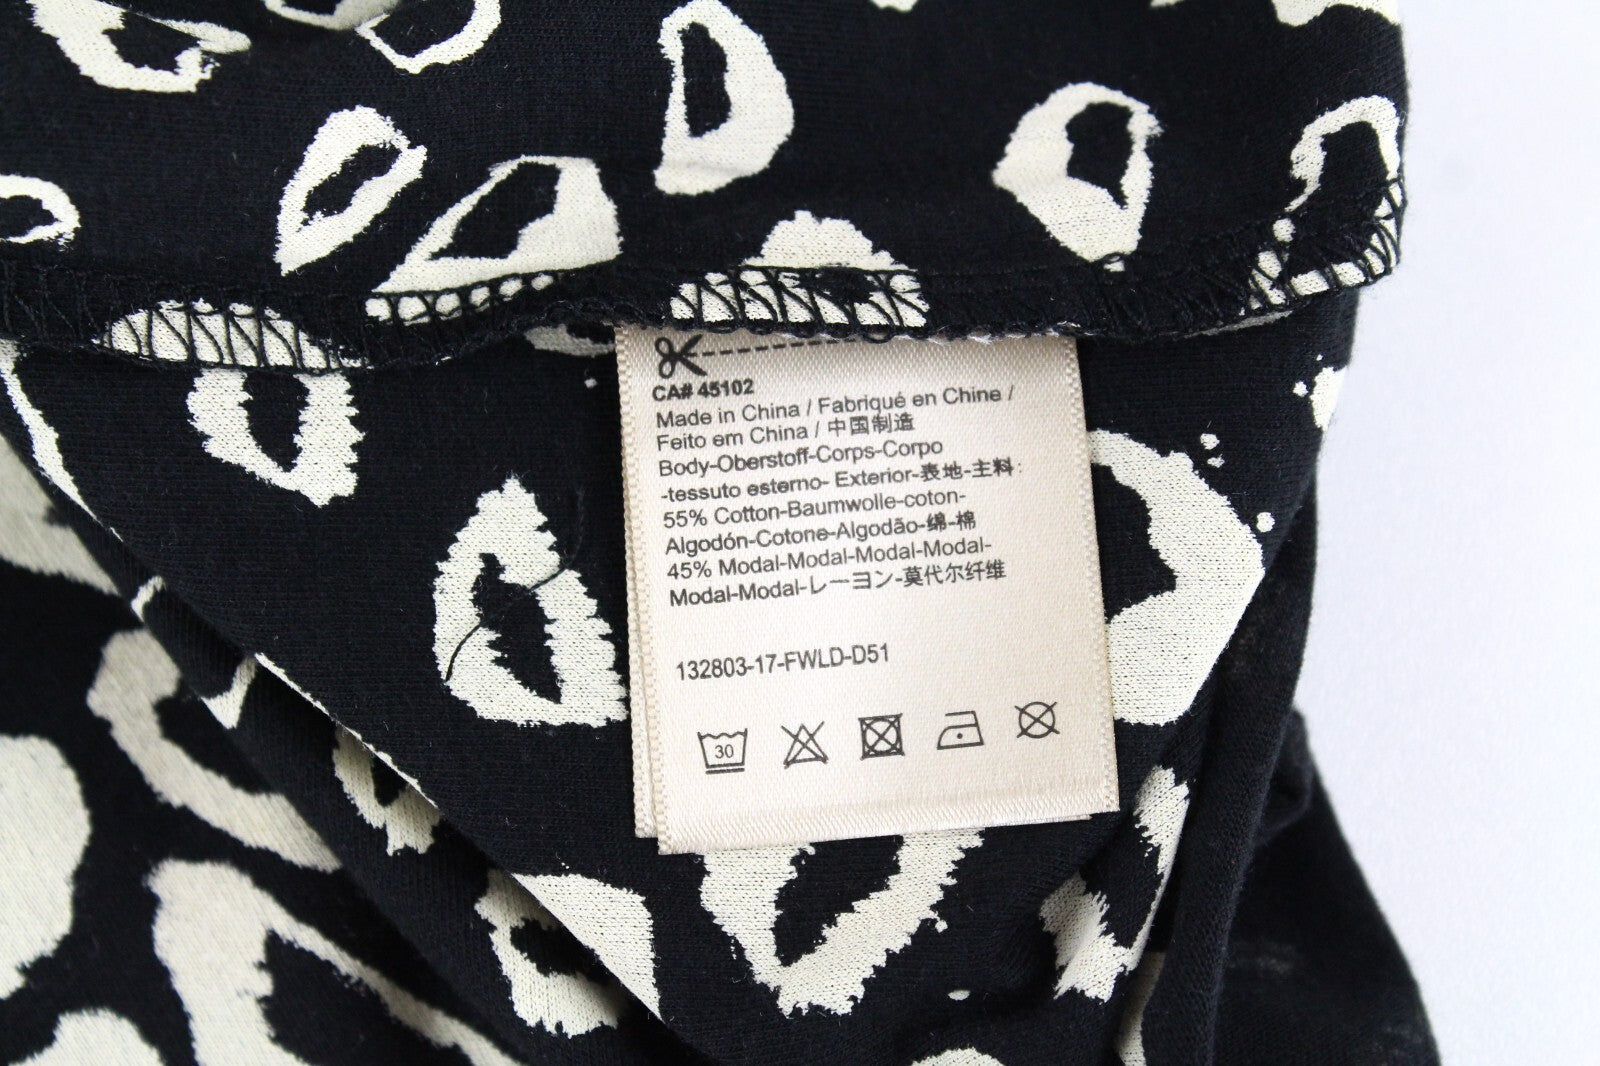 CA# 45102
Made in China / Fabriqué en Chine /
Feito em China / 中国制造
Body-Oberstoff-Corps-Corpo
-tessuto esterno- Exterior-表地-主料:
55% Cotton-Baumwolle-coton-
Algodón-Cotone-Algodão-绵-棉
45% Modal-Modal-Modal-Modal-
Modal-Modal-レーヨン-莫代尔纤维
132803-17-FWLD-D51
30